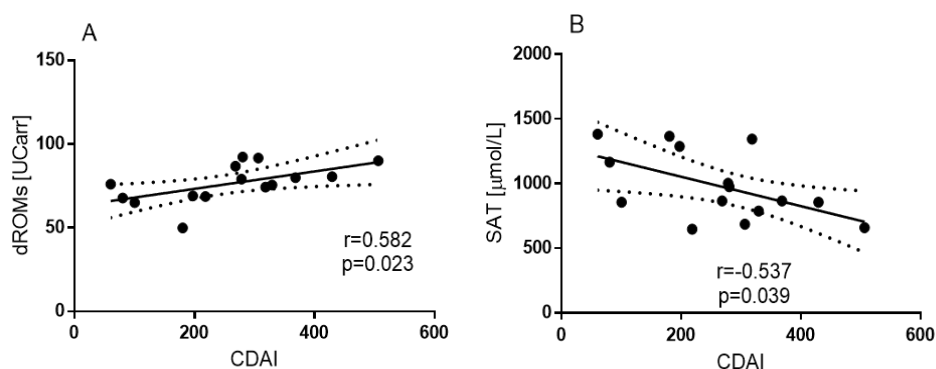 A
150
100
50
0
dROMs [UCarr]
r=0.582
p=0.023
0 200 400 600
CDAI
B
2000
1500
1000
500
0
SAT [µmol/L]
r=-0.537
p=0.039
0 200 400 600
CDAI